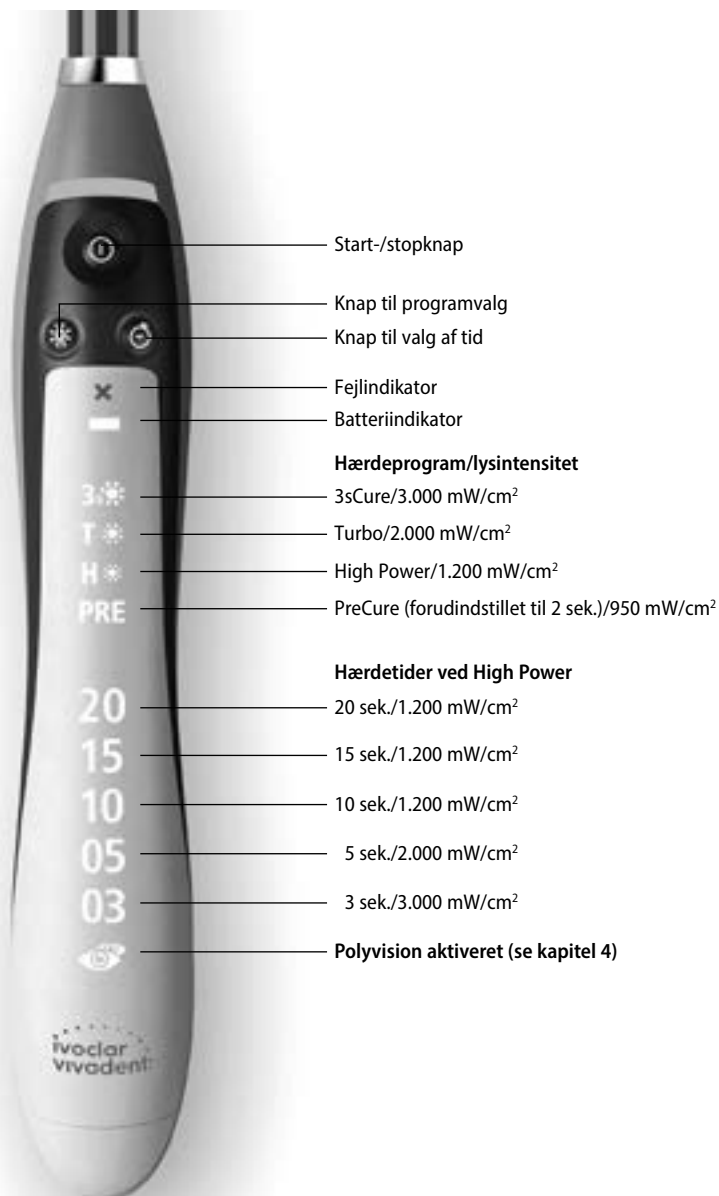 Start-/stopknap
Knap til programvalg
Knap til valg af tid
Fejlindikator
Batteriindikator
Hærdeprogram/lysintensitet
3s 3sCure/3.000 mW/cm²
T Turbo/2.000 mW/cm²
H High Power/1.200 mW/cm²
PRE PreCure (forudindstillet til 2 sek.)/950 mW/cm²
Hærdetider ved High Power
20 20 sek./1.200 mW/cm²
15 15 sek./1.200 mW/cm²
10 10 sek./1.200 mW/cm²
05 5 sek./2.000 mW/cm²
03 3 sek./3.000 mW/cm²
Polyvision aktiveret (se kapitel 4)
ivoclar
vivadent